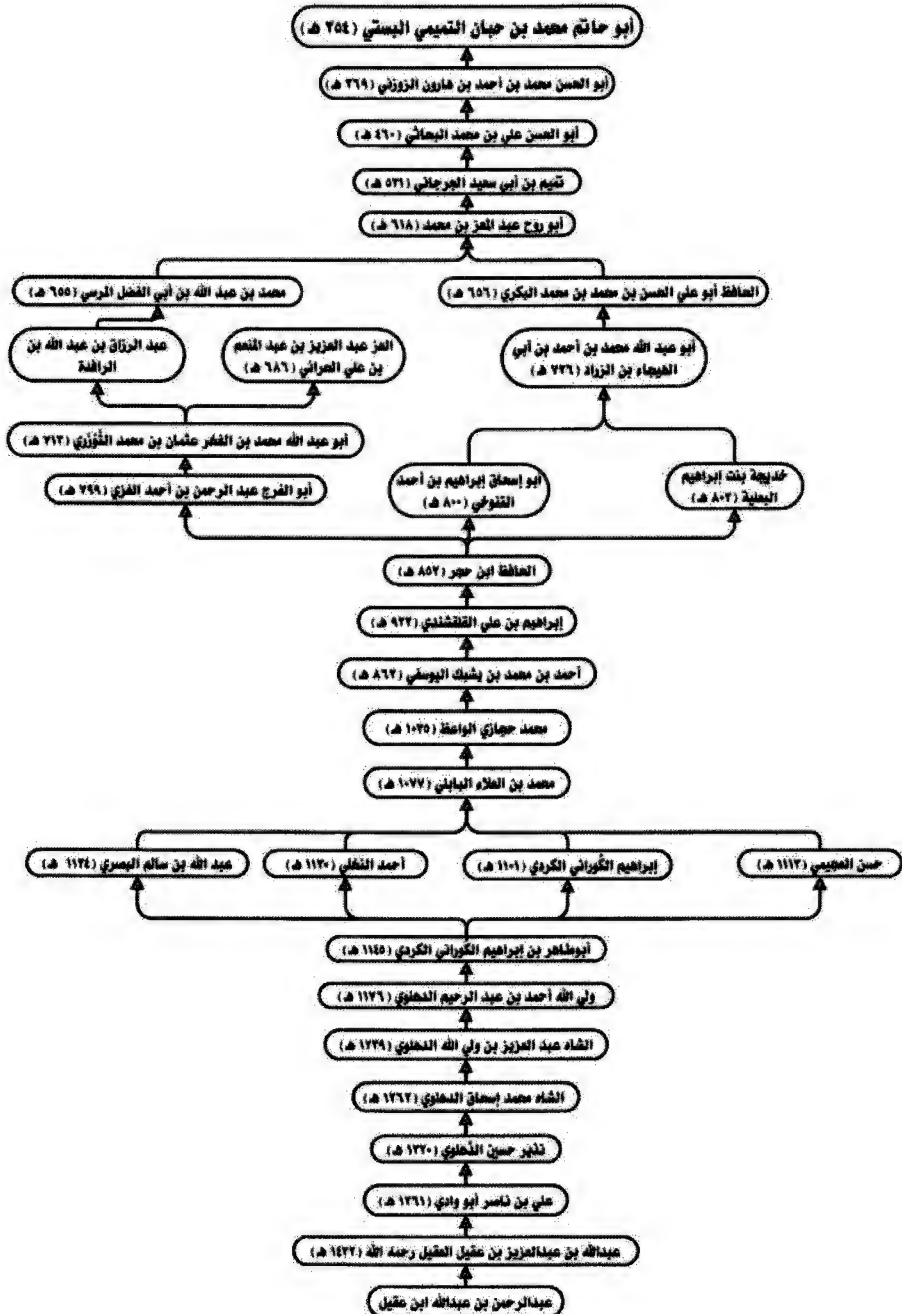 أبو حاتم محمد بن حبان التميمي البستي (٣٥٤ هـ)
أبو الحسن محمد بن أحمد بن هارون الزوزني (٣٦٩ هـ)
أبو الحسن علي بن محمد البحاثي (٤٦٠ هـ)
تميم بن أبي سعيد الجرجاني (٥٣١ هـ)
أبو روح عبد المعز بن محمد (٦١٨ هـ)
الحافظ أبو علي الحسن بن محمد بن محمد البكري (٦٥٦ هـ)
محمد بن عبد الله بن أبي الفضل المرسي (٦٥٥ هـ)
أبو عبد الله محمد بن أحمد بن أبي
الهيجاء بن الزراد (٧٢٦ هـ)
العز عبد العزيز بن عبد المنعم
بن علي الحراني (٦٨٦ هـ)
عبد الرزاق بن عبد الله بن
الرافدة
أبو عبد الله محمد بن الفخر عثمان بن محمد التَّوْزَري (٧١٣ هـ)
خديجة بنت إبراهيم
البعلية (٨٠٣ هـ)
أبو إسحاق إبراهيم بن أحمد
التنوخي (٨٠٠ هـ)
أبو الفرج عبد الرحمن بن أحمد الغزي (٧٩٩ هـ)
الحافظ ابن حجر (٨٥٢ هـ)
إبراهيم بن علي القلقشندي (٩٢٢ هـ)
أحمد بن محمد بن يشبك اليوسفي (٨٦٢ هـ)
محمد حجازي الواعظ (١٠٣٥ هـ)
محمد بن العلاء البابلي (١٠٧٧ هـ)
حسن العجيمي (١١١٣ هـ)
إبراهيم الكُوراني الكردي (١١٠١ هـ)
أحمد النخلي (١١٣٠ هـ)
عبد الله بن سالم البصري (١١٣٤ هـ)
أبوطاهر بن إبراهيم الكوراني الكردي (١١٤٥ هـ)
ولي الله أحمد بن عبد الرحيم الدهلوي (١١٧٦ هـ)
الشاه عبد العزيز بن ولي الله الدهلوي (١٢٣٩ هـ)
الشاه محمد إسحاق الدهلوي (١٢٦٢ هـ)
نذير حسين الدهلوي (١٣٢٠ هـ)
علي بن ناصر أبو وادي (١٣٦١ هـ)
عبدالله بن عبدالعزيز بن عقيل العقيل رحمه الله (١٤٣٢ هـ)
عبدالرحمن بن عبدالله ابن عقيل